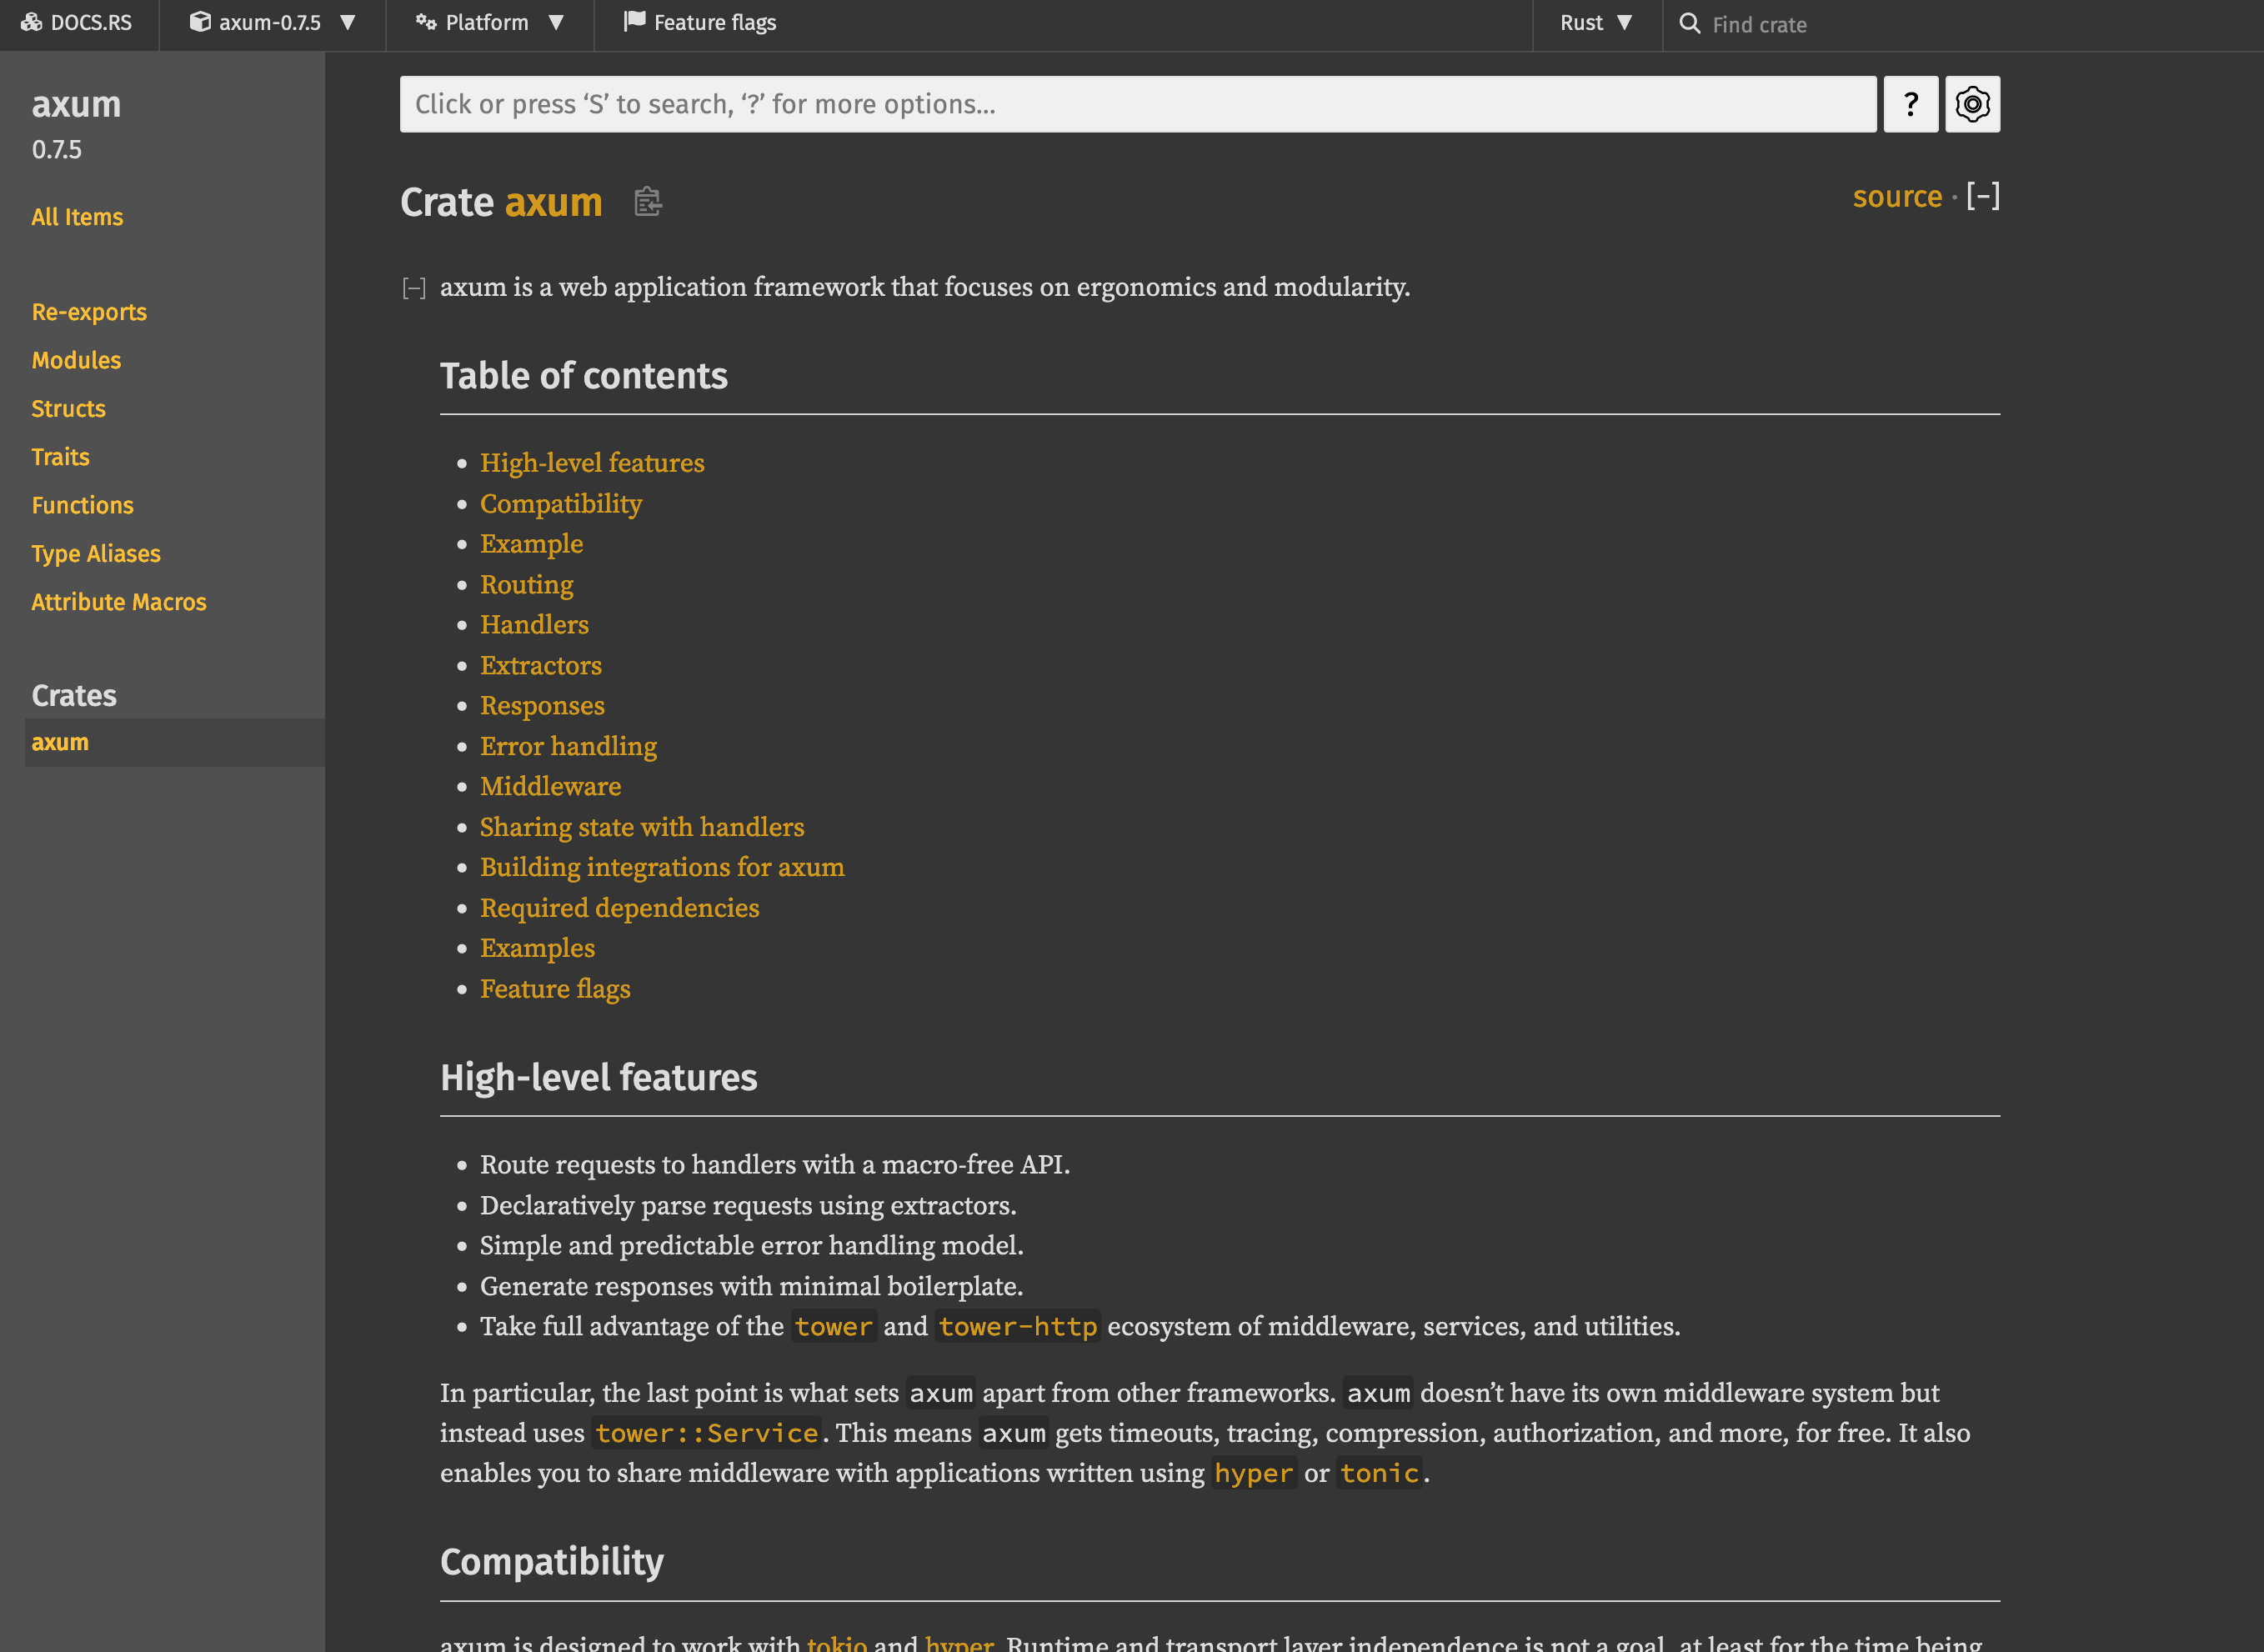 DOCS.RS
axum-0.7.5
Platform
Feature flags
Rust
Find crate
axum
0.7.5
All Items
Re-exports
Modules
Structs
Traits
Functions
Type Aliases
Attribute Macros
Crates
axum
Click or press ‘S’ to search, ‘?’ for more options…
?
Crate axum
source · [−]
[−] axum is a web application framework that focuses on ergonomics and modularity.
Table of contents
• High-level features
• Compatibility
• Example
• Routing
• Handlers
• Extractors
• Responses
• Error handling
• Middleware
• Sharing state with handlers
• Building integrations for axum
• Required dependencies
• Examples
• Feature flags
High-level features
• Route requests to handlers with a macro-free API.
• Declaratively parse requests using extractors.
• Simple and predictable error handling model.
• Generate responses with minimal boilerplate.
• Take full advantage of the tower and tower-http ecosystem of middleware, services, and utilities.
In particular, the last point is what sets axum apart from other frameworks. axum doesn’t have its own middleware system but
instead uses tower::Service. This means axum gets timeouts, tracing, compression, authorization, and more, for free. It also
enables you to share middleware with applications written using hyper or tonic.
Compatibility
axum is designed to work with tokio and hyper. Runtime and transport layer independence is not a goal, at least for the time being